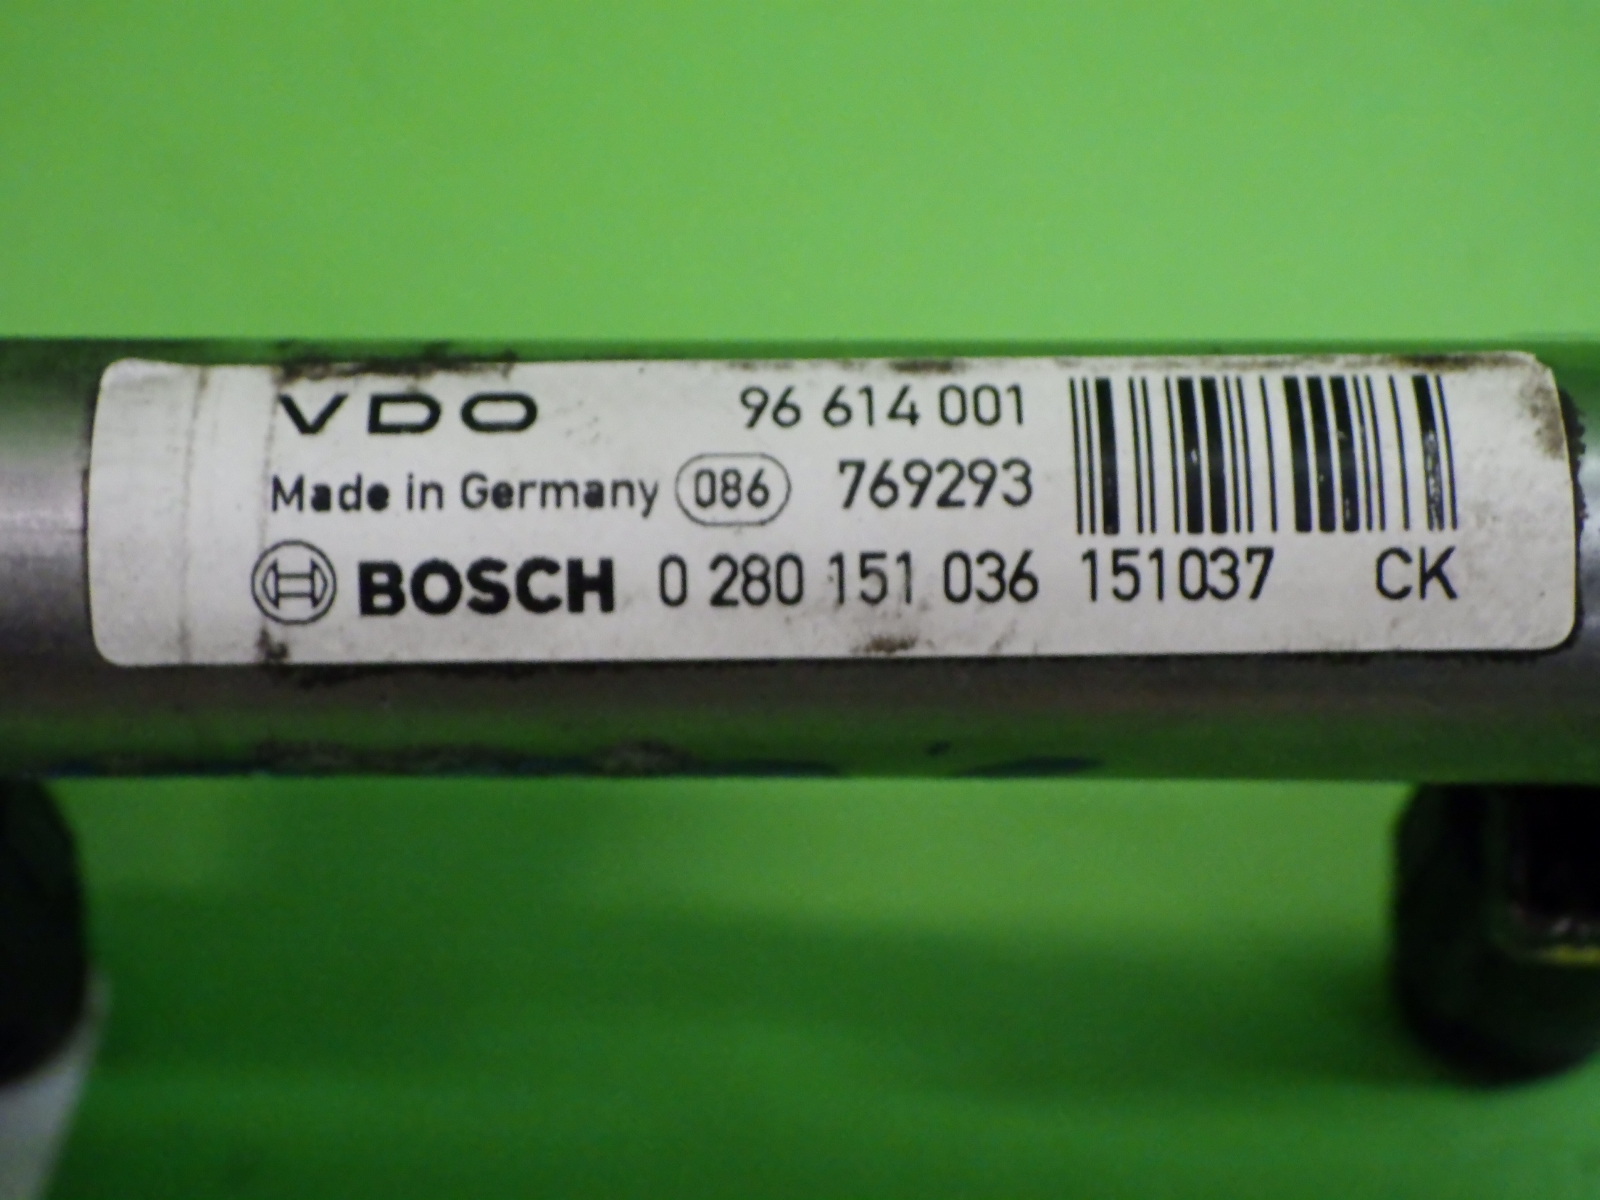 VDO 96 614 001
Made in Germany 086 769293
BOSCH 0 280 151 036 151037 CK